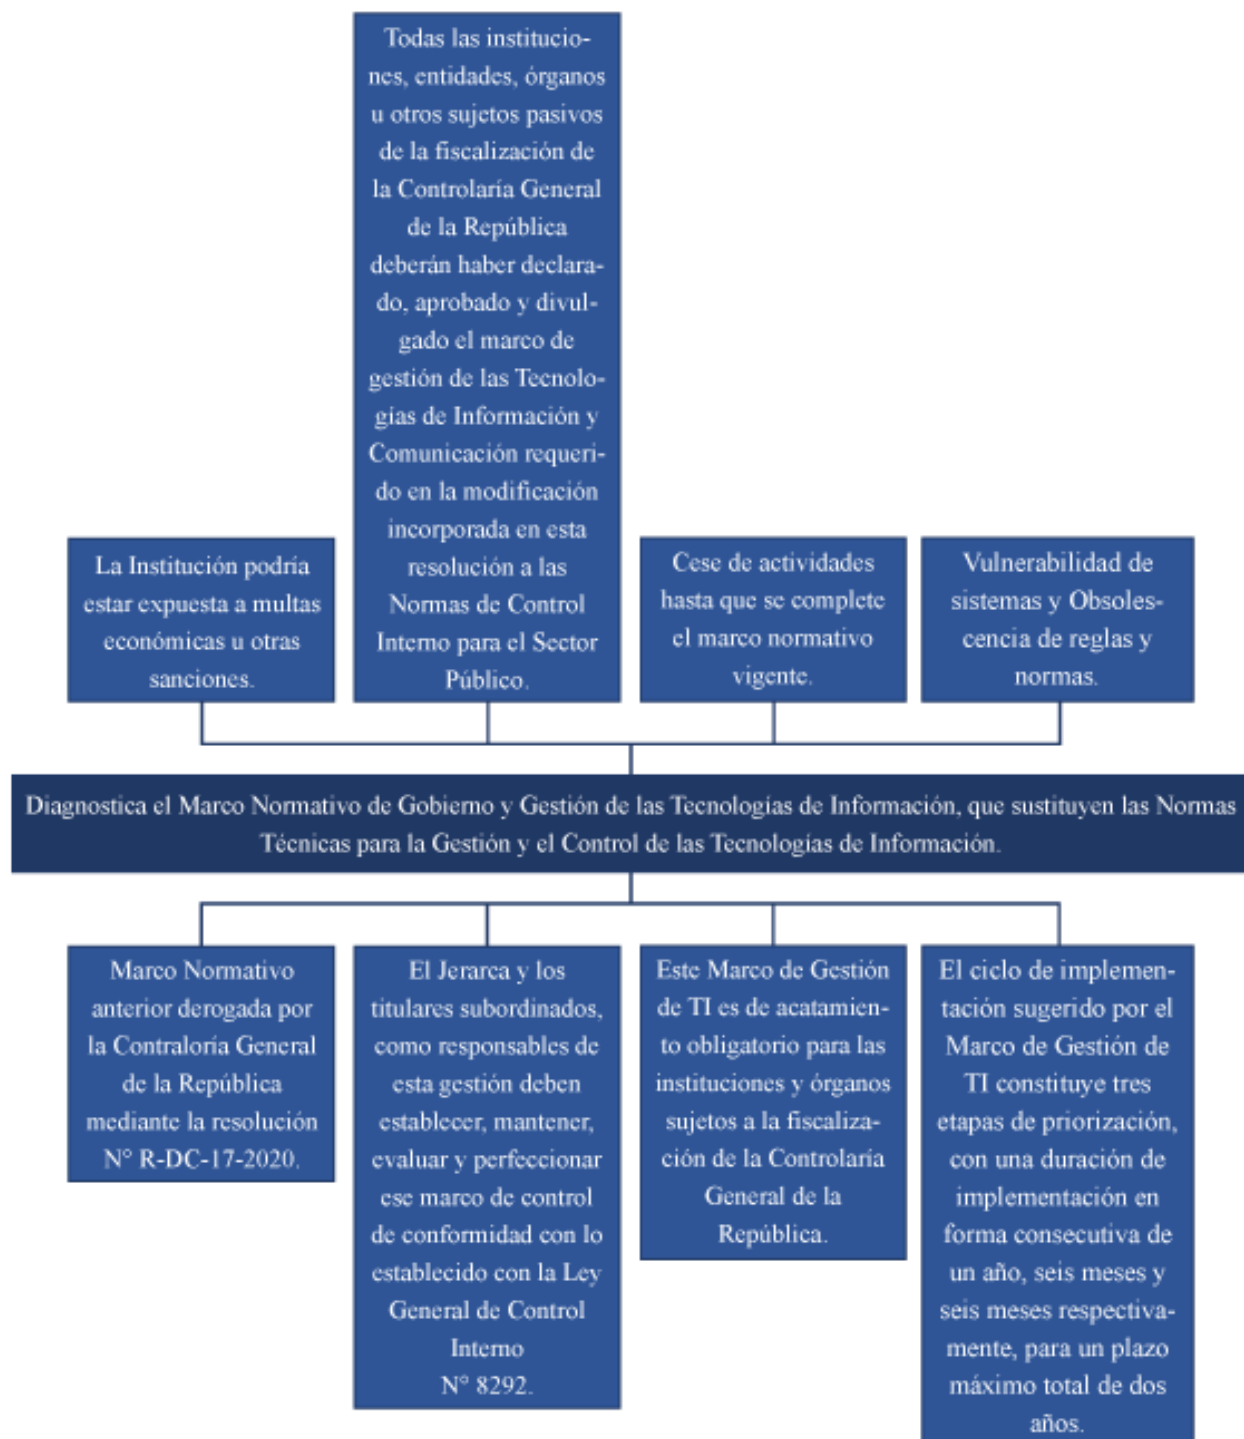 Todas las institucio-
nes, entidades, órganos
u otros sujetos pasivos
de la fiscalización de
la Controlaría General
de la República
deberán haber declara-
do, aprobado y divul-
gado el marco de
gestión de las Tecnolo-
gías de Información y
Comunicación requeri-
do en la modificación
incorporada en esta
resolución a las
Normas de Control
Interno para el Sector
Público.
La Institución podría
estar expuesta a multas
económicas u otras
sanciones.
Cese de actividades
hasta que se complete
el marco normativo
vigente.
Vulnerabilidad de
sistemas y Obsoles-
cencia de reglas y
normas.
Diagnostica el Marco Normativo de Gobierno y Gestión de las Tecnologías de Información, que sustituyen las Normas
Técnicas para la Gestión y el Control de las Tecnologías de Información.
Marco Normativo
anterior derogada por
la Contraloría General
de la República
mediante la resolución
N° R-DC-17-2020.
El Jerarca y los
titulares subordinados,
como responsables de
esta gestión deben
establecer, mantener,
evaluar y perfeccionar
ese marco de control
de conformidad con lo
establecido con la Ley
General de Control
Interno
N° 8292.
Este Marco de Gestión
de TI es de acatamien-
to obligatorio para las
instituciones y órganos
sujetos a la fiscaliza-
ción de la Controlaría
General de la
República.
El ciclo de implemen-
tación sugerido por el
Marco de Gestión de
TI constituye tres
etapas de priorización,
con una duración de
implementación en
forma consecutiva de
un año, seis meses y
seis meses respectiva-
mente, para un plazo
máximo total de dos
años.